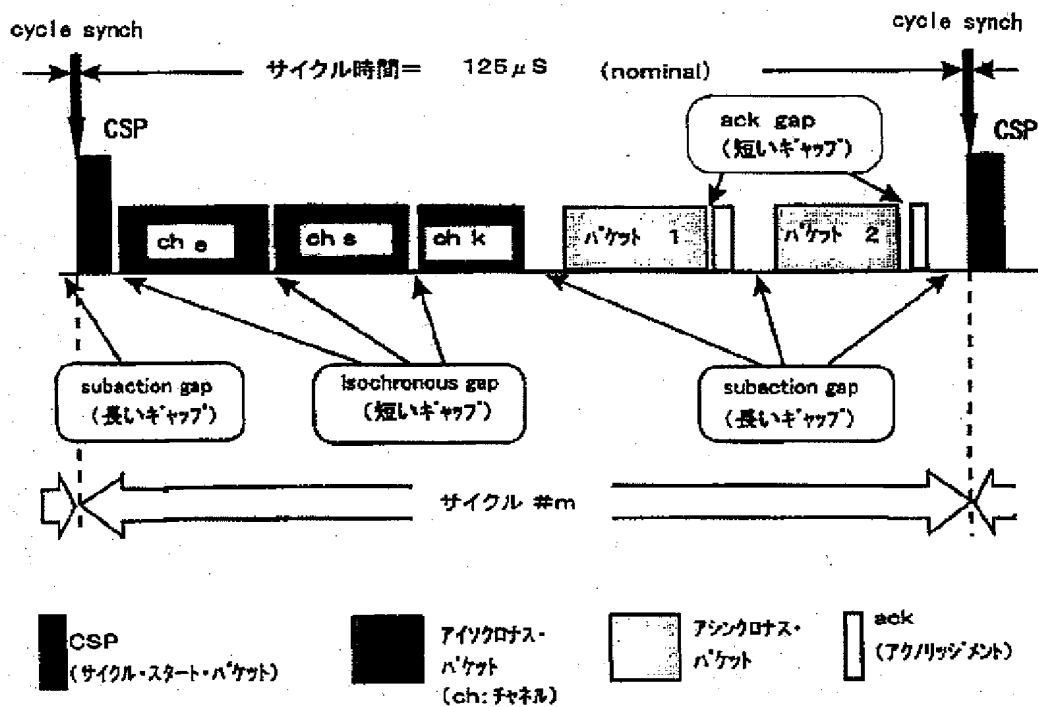 cycle synch
cycle synch
サイクル時間＝ 125μS (nominal)
CSP
ack gap
(短いギャップ)
CSP
ch e
ch s
ch k
パケット 1
パケット 2
subaction gap
(長いギャップ)
isochronous gap
(短いギャップ)
subaction gap
(長いギャップ)
サイクル #m
CSP
(サイクル・スタート・パケット)
アイソクロナス・
パケット
(ch:チャネル)
アシンクロナス・
パケット
ack
(アクノリッジメント)